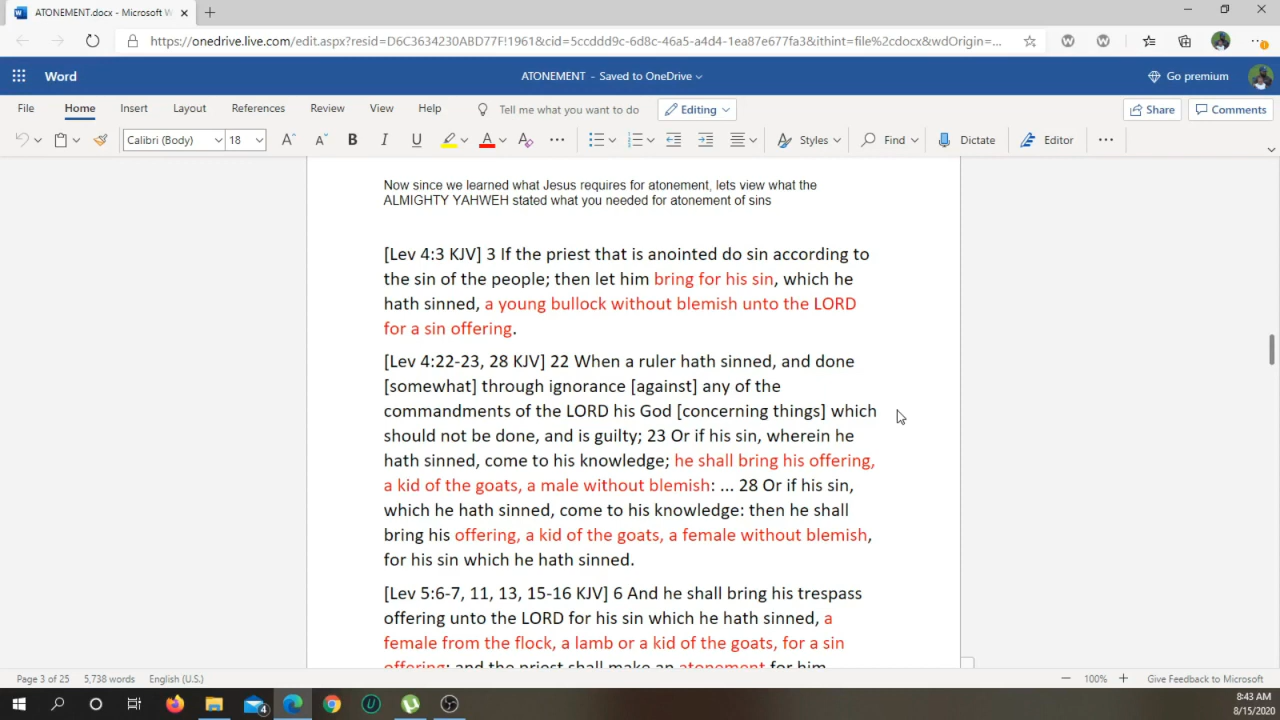 ATONEMENT.docx - Microsoft W
https://onedrive.live.com/edit.aspx?resid=D6C3634230ABD77F!1961&cid=5ccddd9c-6d8c-46a5-a4d4-1ea87e677fa3&ithint=file%2cdocx&wdOrigin=...
Word
ATONEMENT - Saved to OneDrive
Go premium
File Home Insert Layout References Review View Help Tell me what you want to do Editing Share Comments
Calibri (Body) 18 A A B I U A Styles Find Dictate Editor
Now since we learned what Jesus requires for atonement, lets view what the
ALMIGHTY YAHWEH stated what you needed for atonement of sins
[Lev 4:3 KJV] 3 If the priest that is anointed do sin according to
the sin of the people; then let him bring for his sin, which he
hath sinned, a young bullock without blemish unto the LORD
for a sin offering.
[Lev 4:22-23, 28 KJV] 22 When a ruler hath sinned, and done
[somewhat] through ignorance [against] any of the
commandments of the LORD his God [concerning things] which
should not be done, and is guilty; 23 Or if his sin, wherein he
hath sinned, come to his knowledge; he shall bring his offering,
a kid of the goats, a male without blemish: ... 28 Or if his sin,
which he hath sinned, come to his knowledge: then he shall
bring his offering, a kid of the goats, a female without blemish,
for his sin which he hath sinned.
[Lev 5:6-7, 11, 13, 15-16 KJV] 6 And he shall bring his trespass
offering unto the LORD for his sin which he hath sinned, a
female from the flock, a lamb or a kid of the goats, for a sin
offering; and the priest shall make an atonement for him
Page 3 of 25 5,738 words English (U.S.) 100% Give Feedback to Microsoft
4
8:43 AM
8/15/2020